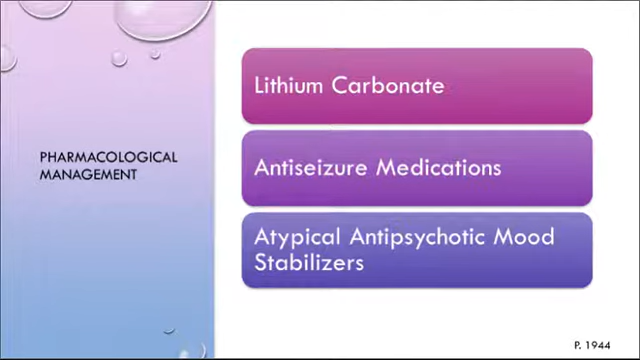 PHARMACOLOGICAL
MANAGEMENT
Lithium Carbonate
Antiseizure Medications
Atypical Antipsychotic Mood
Stabilizers
P. 1944